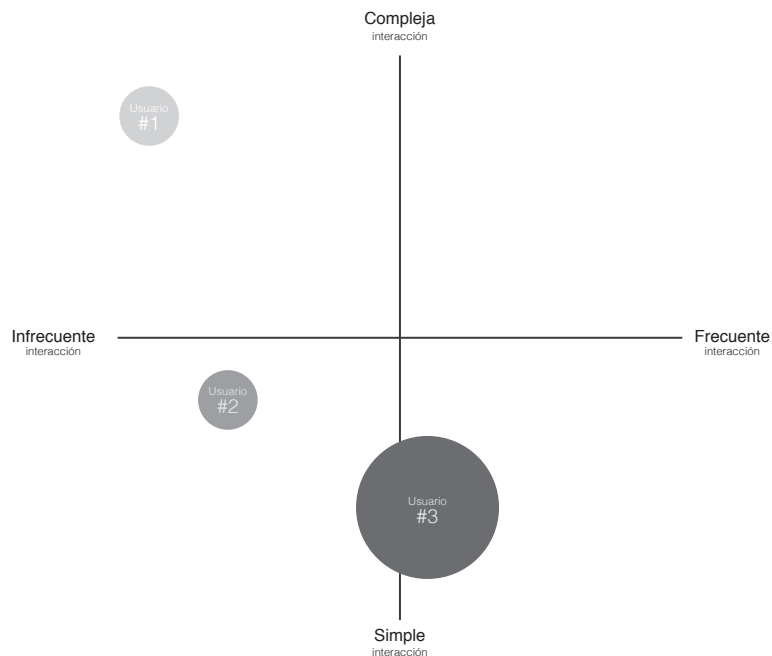 Compleja
interacción
Usuario
#1
Infrecuente
interacción
Frecuente
interacción
Usuario
#2
Usuario
#3
Simple
interacción